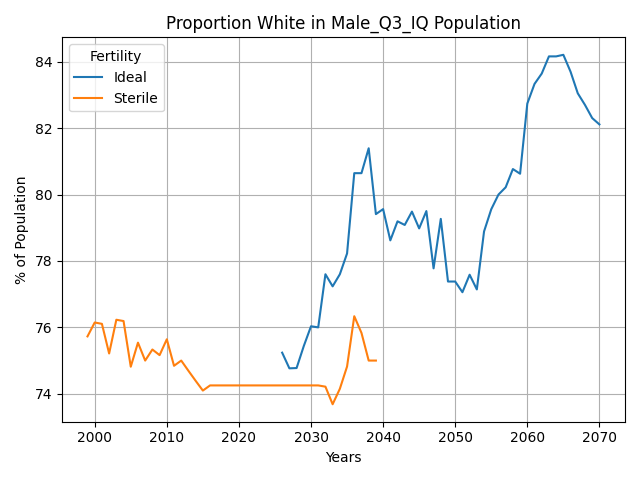 Proportion White in Male_Q3_IQ Population
Fertility
Ideal
Sterile
84
82
80
78
76
74
% of Population
2000 2010 2020 2030 2040 2050 2060 2070
Years